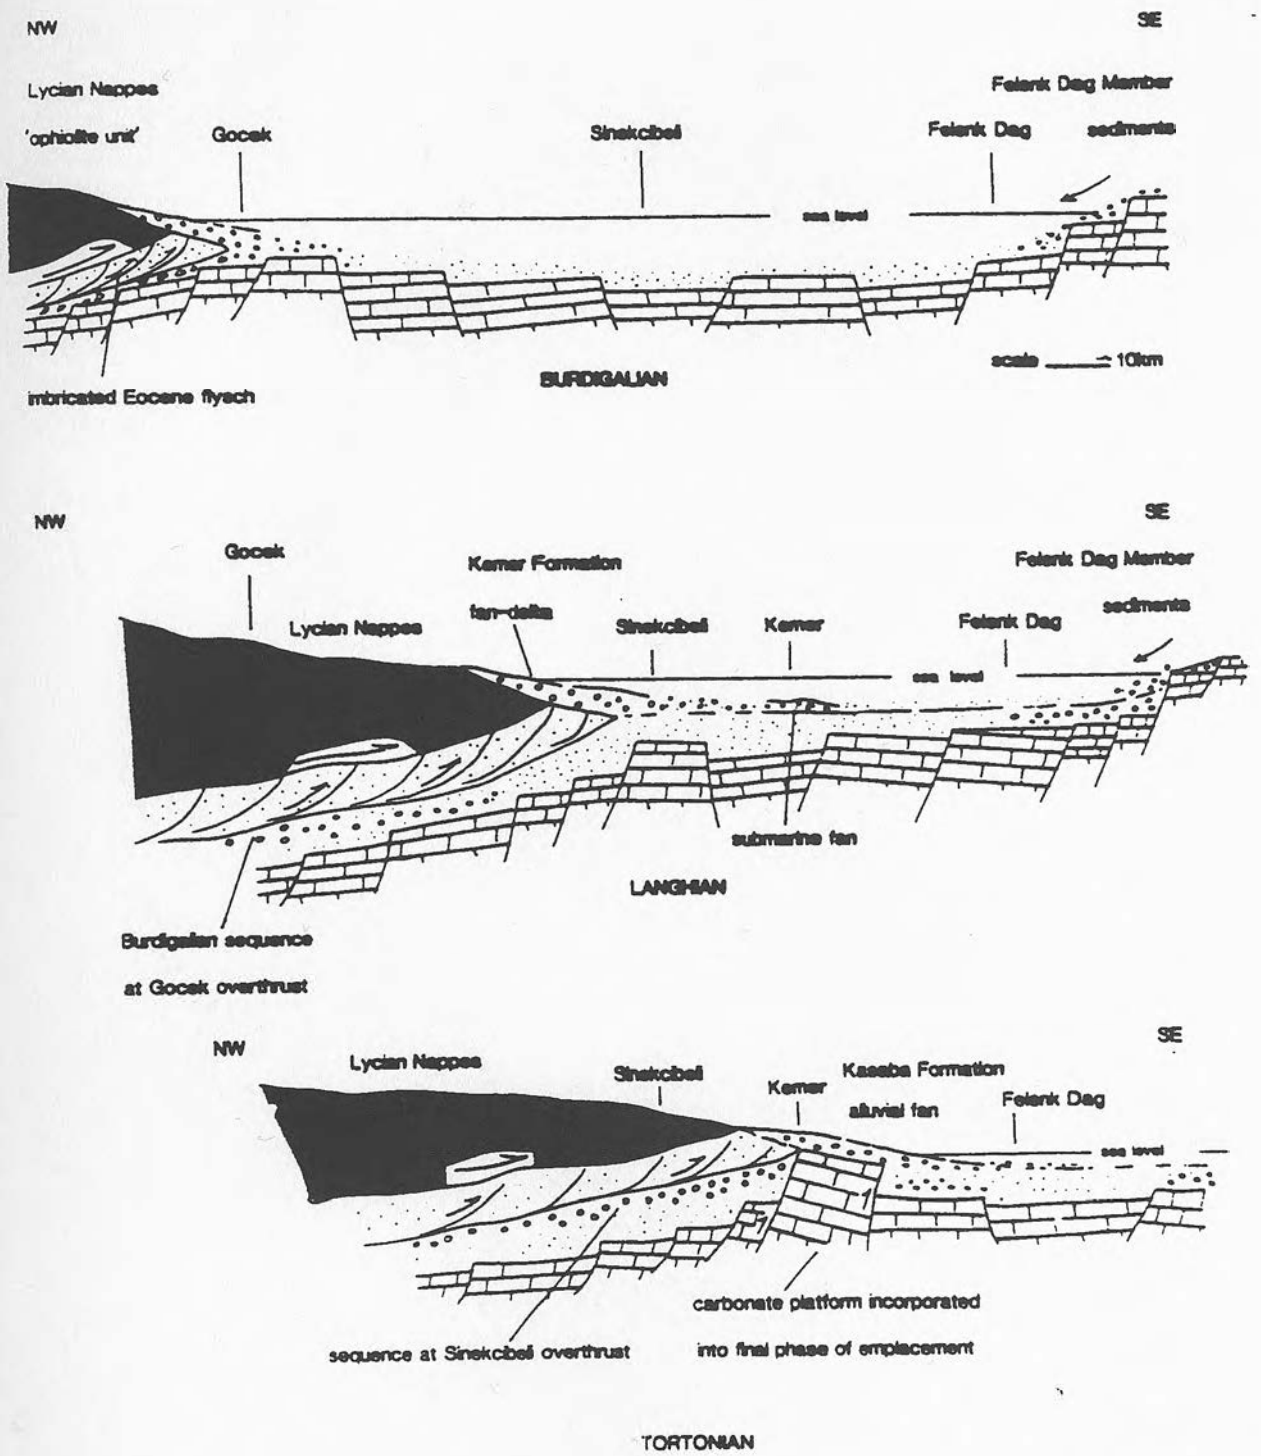 NW
SE
Lycian Nappes
'ophiolite unit'
Gocek
Sinekcibeli
Felenk Dag
Felenk Dag Member
sediments
sea level
imbricated Eocene flysch
BURDIGALIAN
scale 10km
NW
SE
Gocek
Lycian Nappes
Kemer Formation
fan-delta
Sinekcibeli
Kemer
Felenk Dag
Felenk Dag Member
sediments
sea level
submarine fan
LANGHIAN
Burdigalian sequence
at Gocek overthrust
NW
SE
Lycian Nappes
Sinekcibeli
Kemer
Kasaba Formation
alluvial fan
Felenk Dag
sea level
carbonate platform incorporated
into final phase of emplacement
sequence at Sinekcibeli overthrust
TORTONIAN